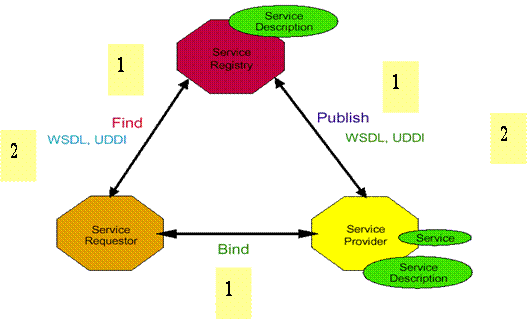 Service
Description
Service
Registry
1
1
Find
WSDL, UDDI
Publish
WSDL, UDDI
2
2
Service
Requestor
Bind
Service
Provider
Service
Service
Description
1